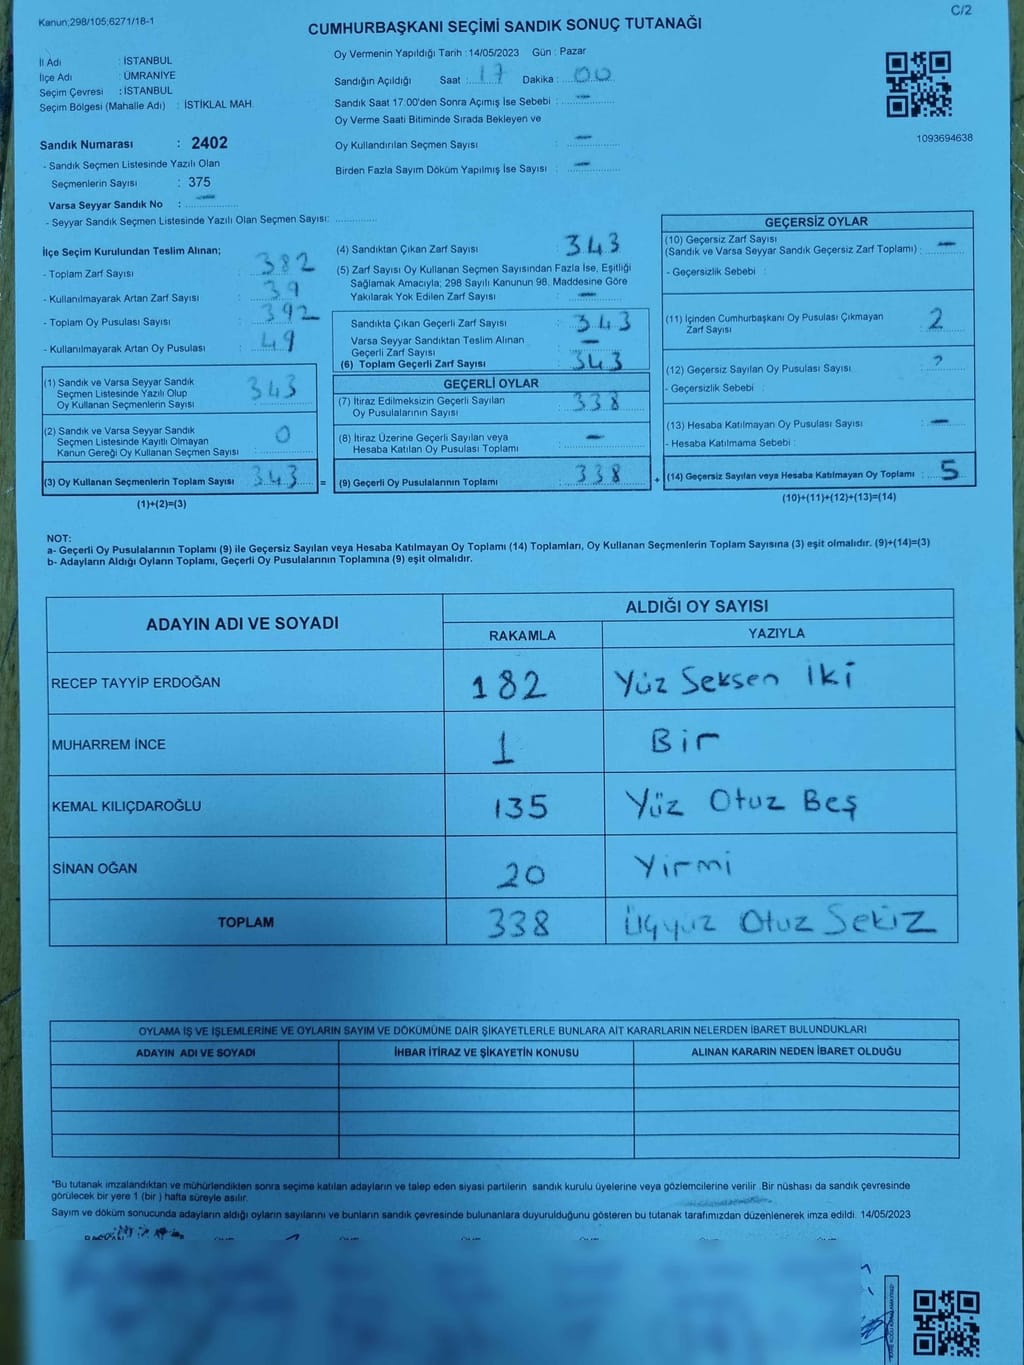 Kanun;298/105;6271/18-1
C/2
CUMHURBAŞKANI SEÇİMİ SANDIK SONUÇ TUTANAĞI
İl Adı : İSTANBUL
İlçe Adı : ÜMRANİYE
Seçim Çevresi : İSTANBUL
Seçim Bölgesi (Mahalle Adı) : İSTİKLAL MAH.
Sandık Numarası : 2402
- Sandık Seçmen Listesinde Yazılı Olan
Seçmenlerin Sayısı : 375
Varsa Seyyar Sandık No : —
- Seyyar Sandık Seçmen Listesinde Yazılı Olan Seçmen Sayısı:
Oy Vermenin Yapıldığı Tarih : 14/05/2023 Gün : Pazar
Sandığın Açıldığı Saat : 17 Dakika : 00
Sandık Saat 17.00'den Sonra Açımış İse Sebebi : —
Oy Verme Saati Bitiminde Sırada Bekleyen ve
Oy Kullandırılan Seçmen Sayısı : —
Birden Fazla Sayım Döküm Yapılmış İse Sayısı : —
1093694638
İlçe Seçim Kurulundan Teslim Alınan;
- Toplam Zarf Sayısı : 382
- Kullanılmayarak Artan Zarf Sayısı : 39
- Toplam Oy Pusulası Sayısı : 392
- Kullanılmayarak Artan Oy Pusulası : 49
(1) Sandık ve Varsa Seyyar Sandık
Seçmen Listesinde Yazılı Olup
Oy Kullanan Seçmenlerin Sayısı : 343
(2) Sandık ve Varsa Seyyar Sandık
Seçmen Listesinde Kayıtlı Olmayan
Kanun Gereği Oy Kullanan Seçmen Sayısı : 0
(3) Oy Kullanan Seçmenlerin Toplam Sayısı : 343 =
(1)+(2)=(3)
(4) Sandıktan Çıkan Zarf Sayısı : 343
(5) Zarf Sayısı Oy Kullanan Seçmen Sayısından Fazla İse, Eşitliği
Sağlamak Amacıyla; 298 Sayılı Kanunun 98. Maddesine Göre
Yakılarak Yok Edilen Zarf Sayısı : —
Sandıkta Çıkan Geçerli Zarf Sayısı : 343
Varsa Seyyar Sandıktan Teslim Alınan
Geçerli Zarf Sayısı : —
(6) Toplam Geçerli Zarf Sayısı : 343
GEÇERLİ OYLAR
(7) İtiraz Edilmeksizin Geçerli Sayılan
Oy Pusulalarının Sayısı : 338
(8) İtiraz Üzerine Geçerli Sayılan veya
Hesaba Katılan Oy Pusulası Toplamı : —
(9) Geçerli Oy Pusulalarının Toplamı : 338 +
GEÇERSİZ OYLAR
(10) Geçersiz Zarf Sayısı
(Sandık ve Varsa Seyyar Sandık Geçersiz Zarf Toplamı) : —
- Geçersizlik Sebebi :
(11) İçinden Cumhurbaşkanı Oy Pusulası Çıkmayan
Zarf Sayısı : 2
(12) Geçersiz Sayılan Oy Pusulası Sayısı :
- Geçersizlik Sebebi :
(13) Hesaba Katılmayan Oy Pusulası Sayısı : —
- Hesaba Katılmama Sebebi :
(14) Geçersiz Sayılan veya Hesaba Katılmayan Oy Toplamı : 5
(10)+(11)+(12)+(13)=(14)
NOT:
a- Geçerli Oy Pusulalarının Toplamı (9) ile Geçersiz Sayılan veya Hesaba Katılmayan Oy Toplamı (14) Toplamları, Oy Kullanan Seçmenlerin Toplam Sayısına (3) eşit olmalıdır. (9)+(14)=(3)
b- Adayların Aldığı Oyların Toplamı, Geçerli Oy Pusulalarının Toplamına (9) eşit olmalıdır.
ADAYIN ADI VE SOYADI
ALDIĞI OY SAYISI
RAKAMLA YAZIYLA
RECEP TAYYİP ERDOĞAN 182 Yüz Seksen İki
MUHARREM İNCE 1 Bir
KEMAL KILIÇDAROĞLU 135 Yüz Otuz Beş
SİNAN OĞAN 20 Yirmi
TOPLAM 338 Üçyüz Otuz Sekiz
OYLAMA İŞ VE İŞLEMLERİNE VE OYLARIN SAYIM VE DÖKÜMÜNE DAİR ŞİKAYETLERLE BUNLARA AİT KARARLARIN NELERDEN İBARET BULUNDUKLARI
ADAYIN ADI VE SOYADI İHBAR İTİRAZ VE ŞİKAYETİN KONUSU ALINAN KARARIN NEDEN İBARET OLDUĞU
"Bu tutanak imzalandıktan ve mühürlendikten sonra seçime katılan adayların ve talep eden siyasi partilerin sandık kurulu üyelerine veya gözlemcilerine verilir .Bir nüshası da sandık çevresinde
görülecek bir yere 1 (bir ) hafta süreyle asılır.
Sayım ve döküm sonucunda adayların aldığı oyların sayılarını ve bunların sandık çevresinde bulunanlara duyurulduğunu gösteren bu tutanak tarafımızdan düzenlenerek imza edildi. 14/05/2023